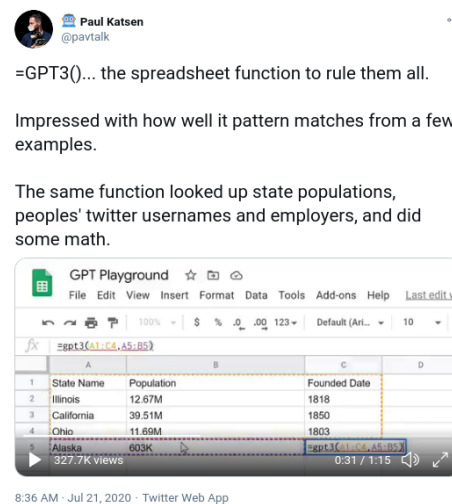 Paul Katsen
@pavtalk
=GPT3()... the spreadsheet function to rule them all.
Impressed with how well it pattern matches from a few
examples.
The same function looked up state populations,
peoples' twitter usernames and employers, and did
some math.
GPT Playground
File Edit View Insert Format Data Tools Add-ons Help Last edit
100% $ % .0 .00 123 Default (Ari... 10
fx =gpt3(A1:C4,A5:B5)
A B C D
1 State Name Population Founded Date
2 Illinois 12.67M 1818
3 California 39.51M 1850
4 Ohio 11.69M 1803
5 Alaska 603K =gpt3(A1:C4,A5:B5)
327.7K views 0:31 / 1:15
8:36 AM · Jul 21, 2020 · Twitter Web App